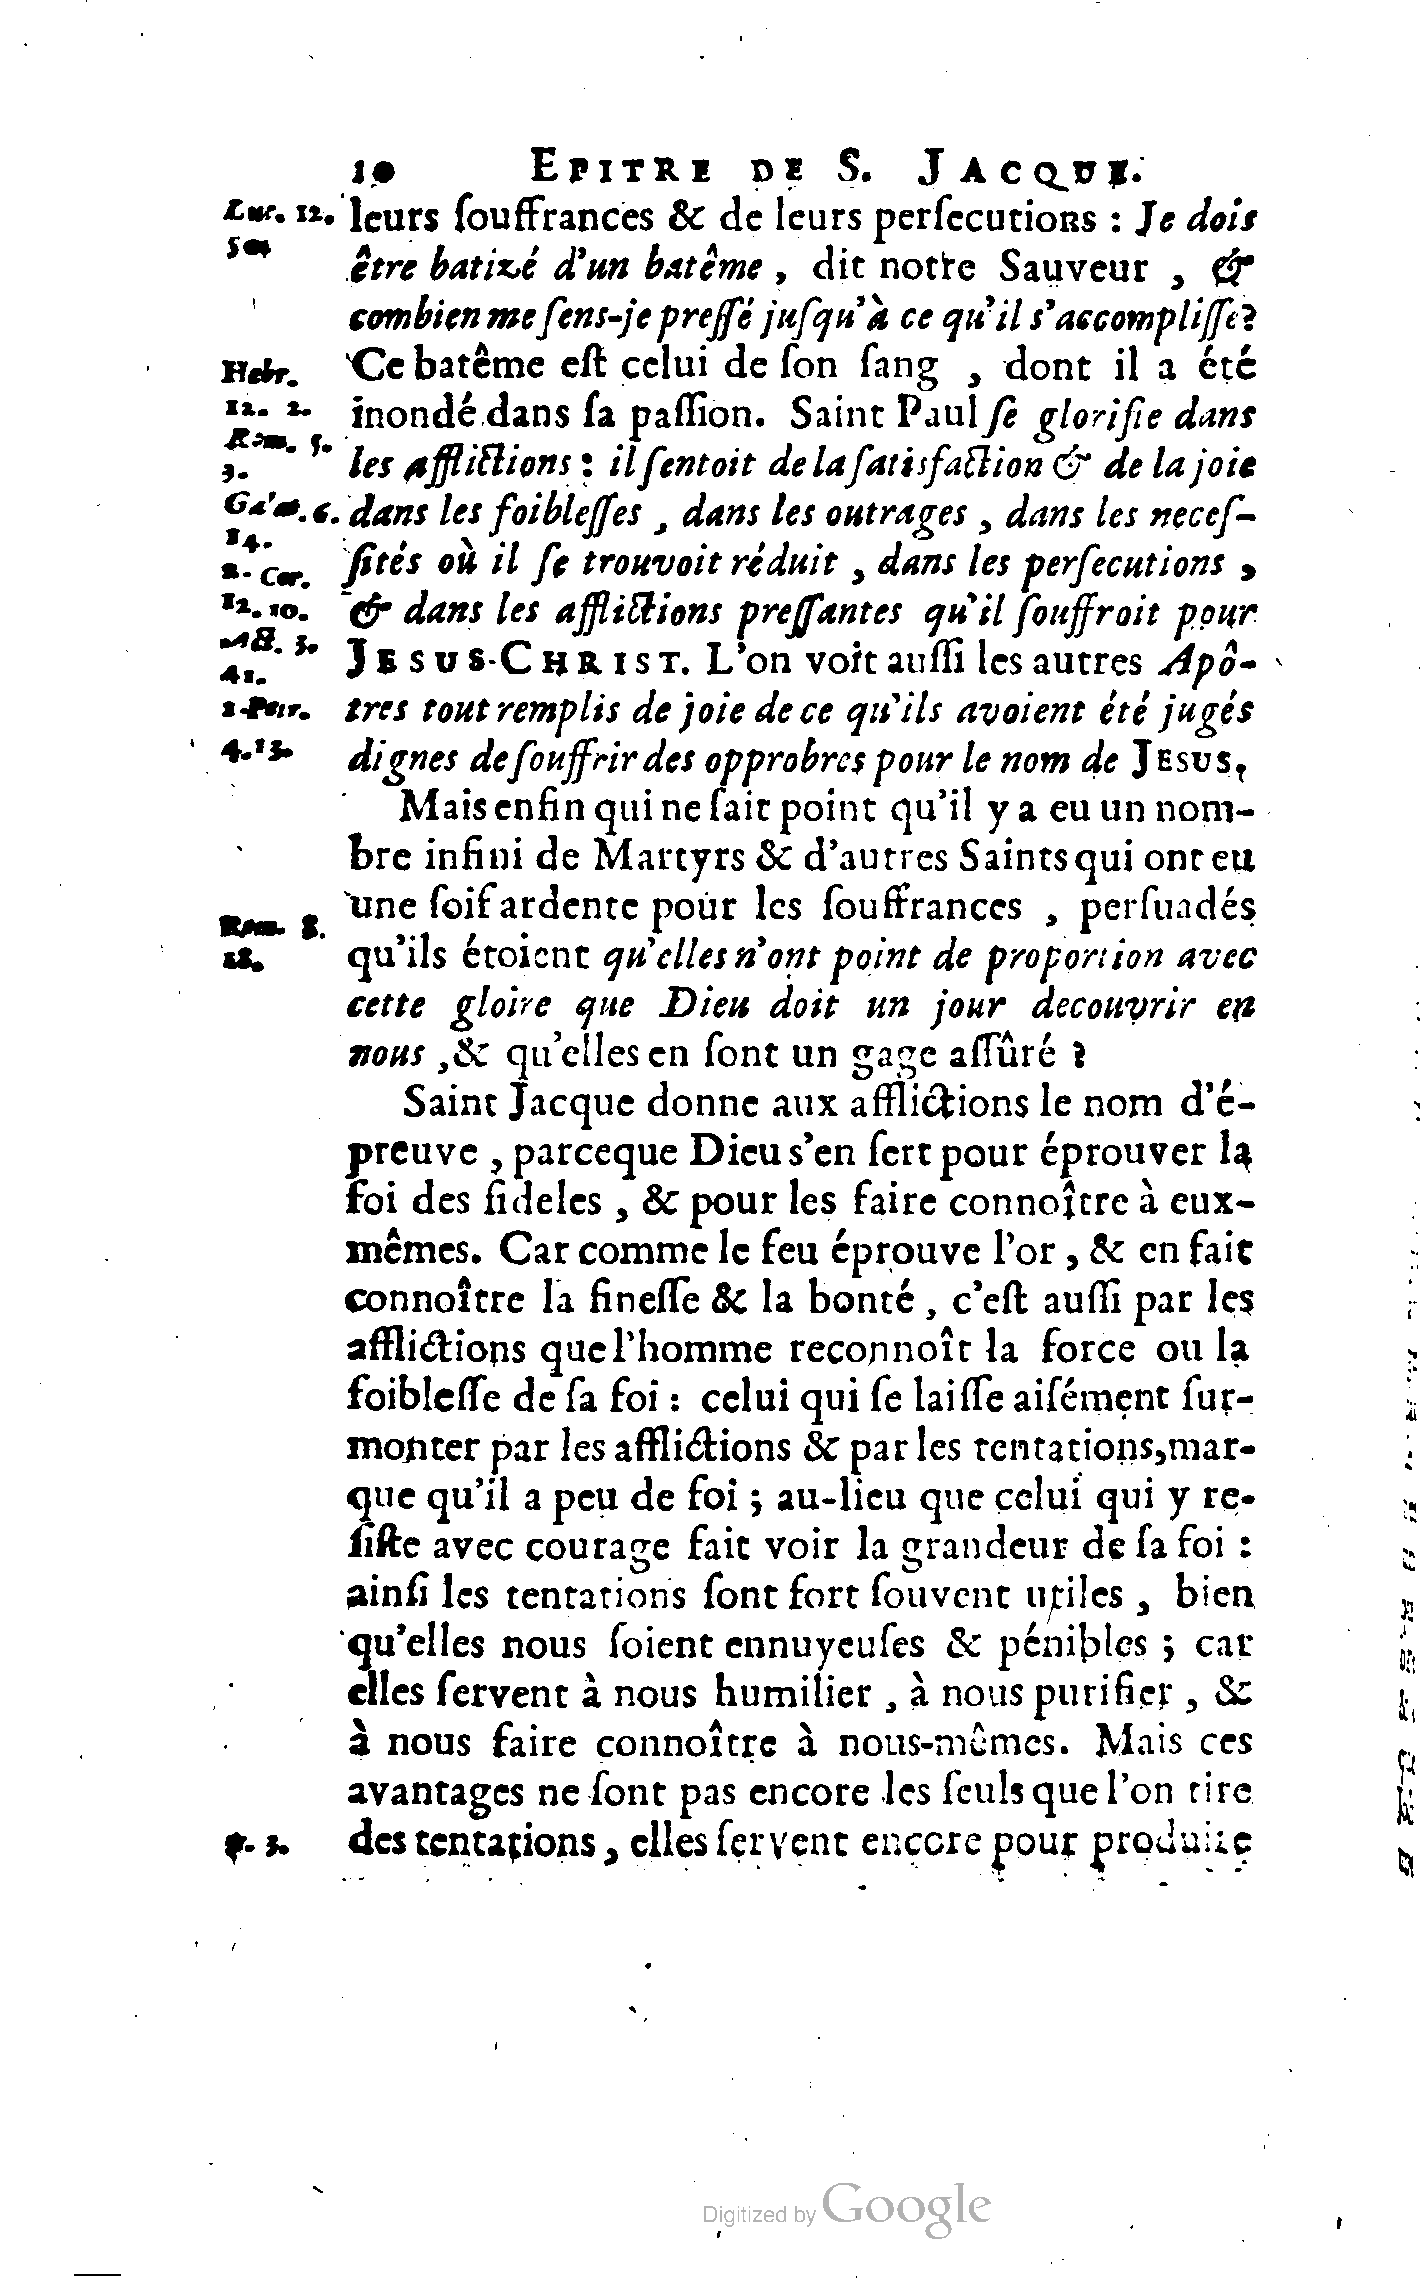 10 EPITRE DE S. JACQUE.
Luc. 12. leurs ſouffrances & de leurs perſecutions : Je dois
50. être batizé d'un batême, dit notre Sauveur, &
combien me ſens-je preſſé juſqu'à ce qu'il s'accompliſſe?
Hebr. Ce batême eſt celui de ſon ſang, dont il a été
12. 2. inondé dans ſa paſſion. Saint Paul ſe glorifie dans
Rom. 5.
3. les afflictions : il ſentoit de la ſatisfaction & de la joie
Galat. 6. dans les foibleſſes, dans les outrages, dans les neceſ-
14.
2. Cor. ſités où il ſe trouvoit réduit, dans les perſecutions,
12. 10. & dans les afflictions preſſantes qu'il ſouffroit pour
Act. 5. JESUS-CHRIST. L'on voit auſſi les autres Apô-
41.
1. Petr. tres tout remplis de joie de ce qu'ils avoient été jugés
4. 13. dignes de ſouffrir des opprobres pour le nom de JESUS.
Mais enfin qui ne ſait point qu'il y a eu un nom-
bre infini de Martyrs & d'autres Saints qui ont eu
une ſoif ardente pour les ſouffrances, perſuadés
Rom. 8.
18. qu'ils étoient qu'elles n'ont point de proportion avec
cette gloire que Dieu doit un jour decouvrir en
nous, & qu'elles en ſont un gage aſſûré ?
Saint Jacque donne aux afflictions le nom d'é-
preuve, parceque Dieu s'en ſert pour éprouver la
foi des fideles, & pour les faire connoître à eux-
mêmes. Car comme le feu éprouve l'or, & en fait
connoître la fineſſe & la bonté, c'eſt auſſi par les
afflictions que l'homme reconnoît la force ou la
foibleſſe de ſa foi : celui qui ſe laiſſe aiſément ſur-
monter par les afflictions & par les tentations, mar-
que qu'il a peu de foi ; au-lieu que celui qui y re-
ſiſte avec courage fait voir la grandeur de ſa foi :
ainſi les tentations ſont fort ſouvent utiles, bien
qu'elles nous ſoient ennuyeuſes & pénibles ; car
elles ſervent à nous humilier, à nous purifier, &
à nous faire connoître à nous-mêmes. Mais ces
avantages ne ſont pas encore les ſeuls que l'on tire
℣. 3. des tentations, elles ſervent encore pour produire
Digitized by Google